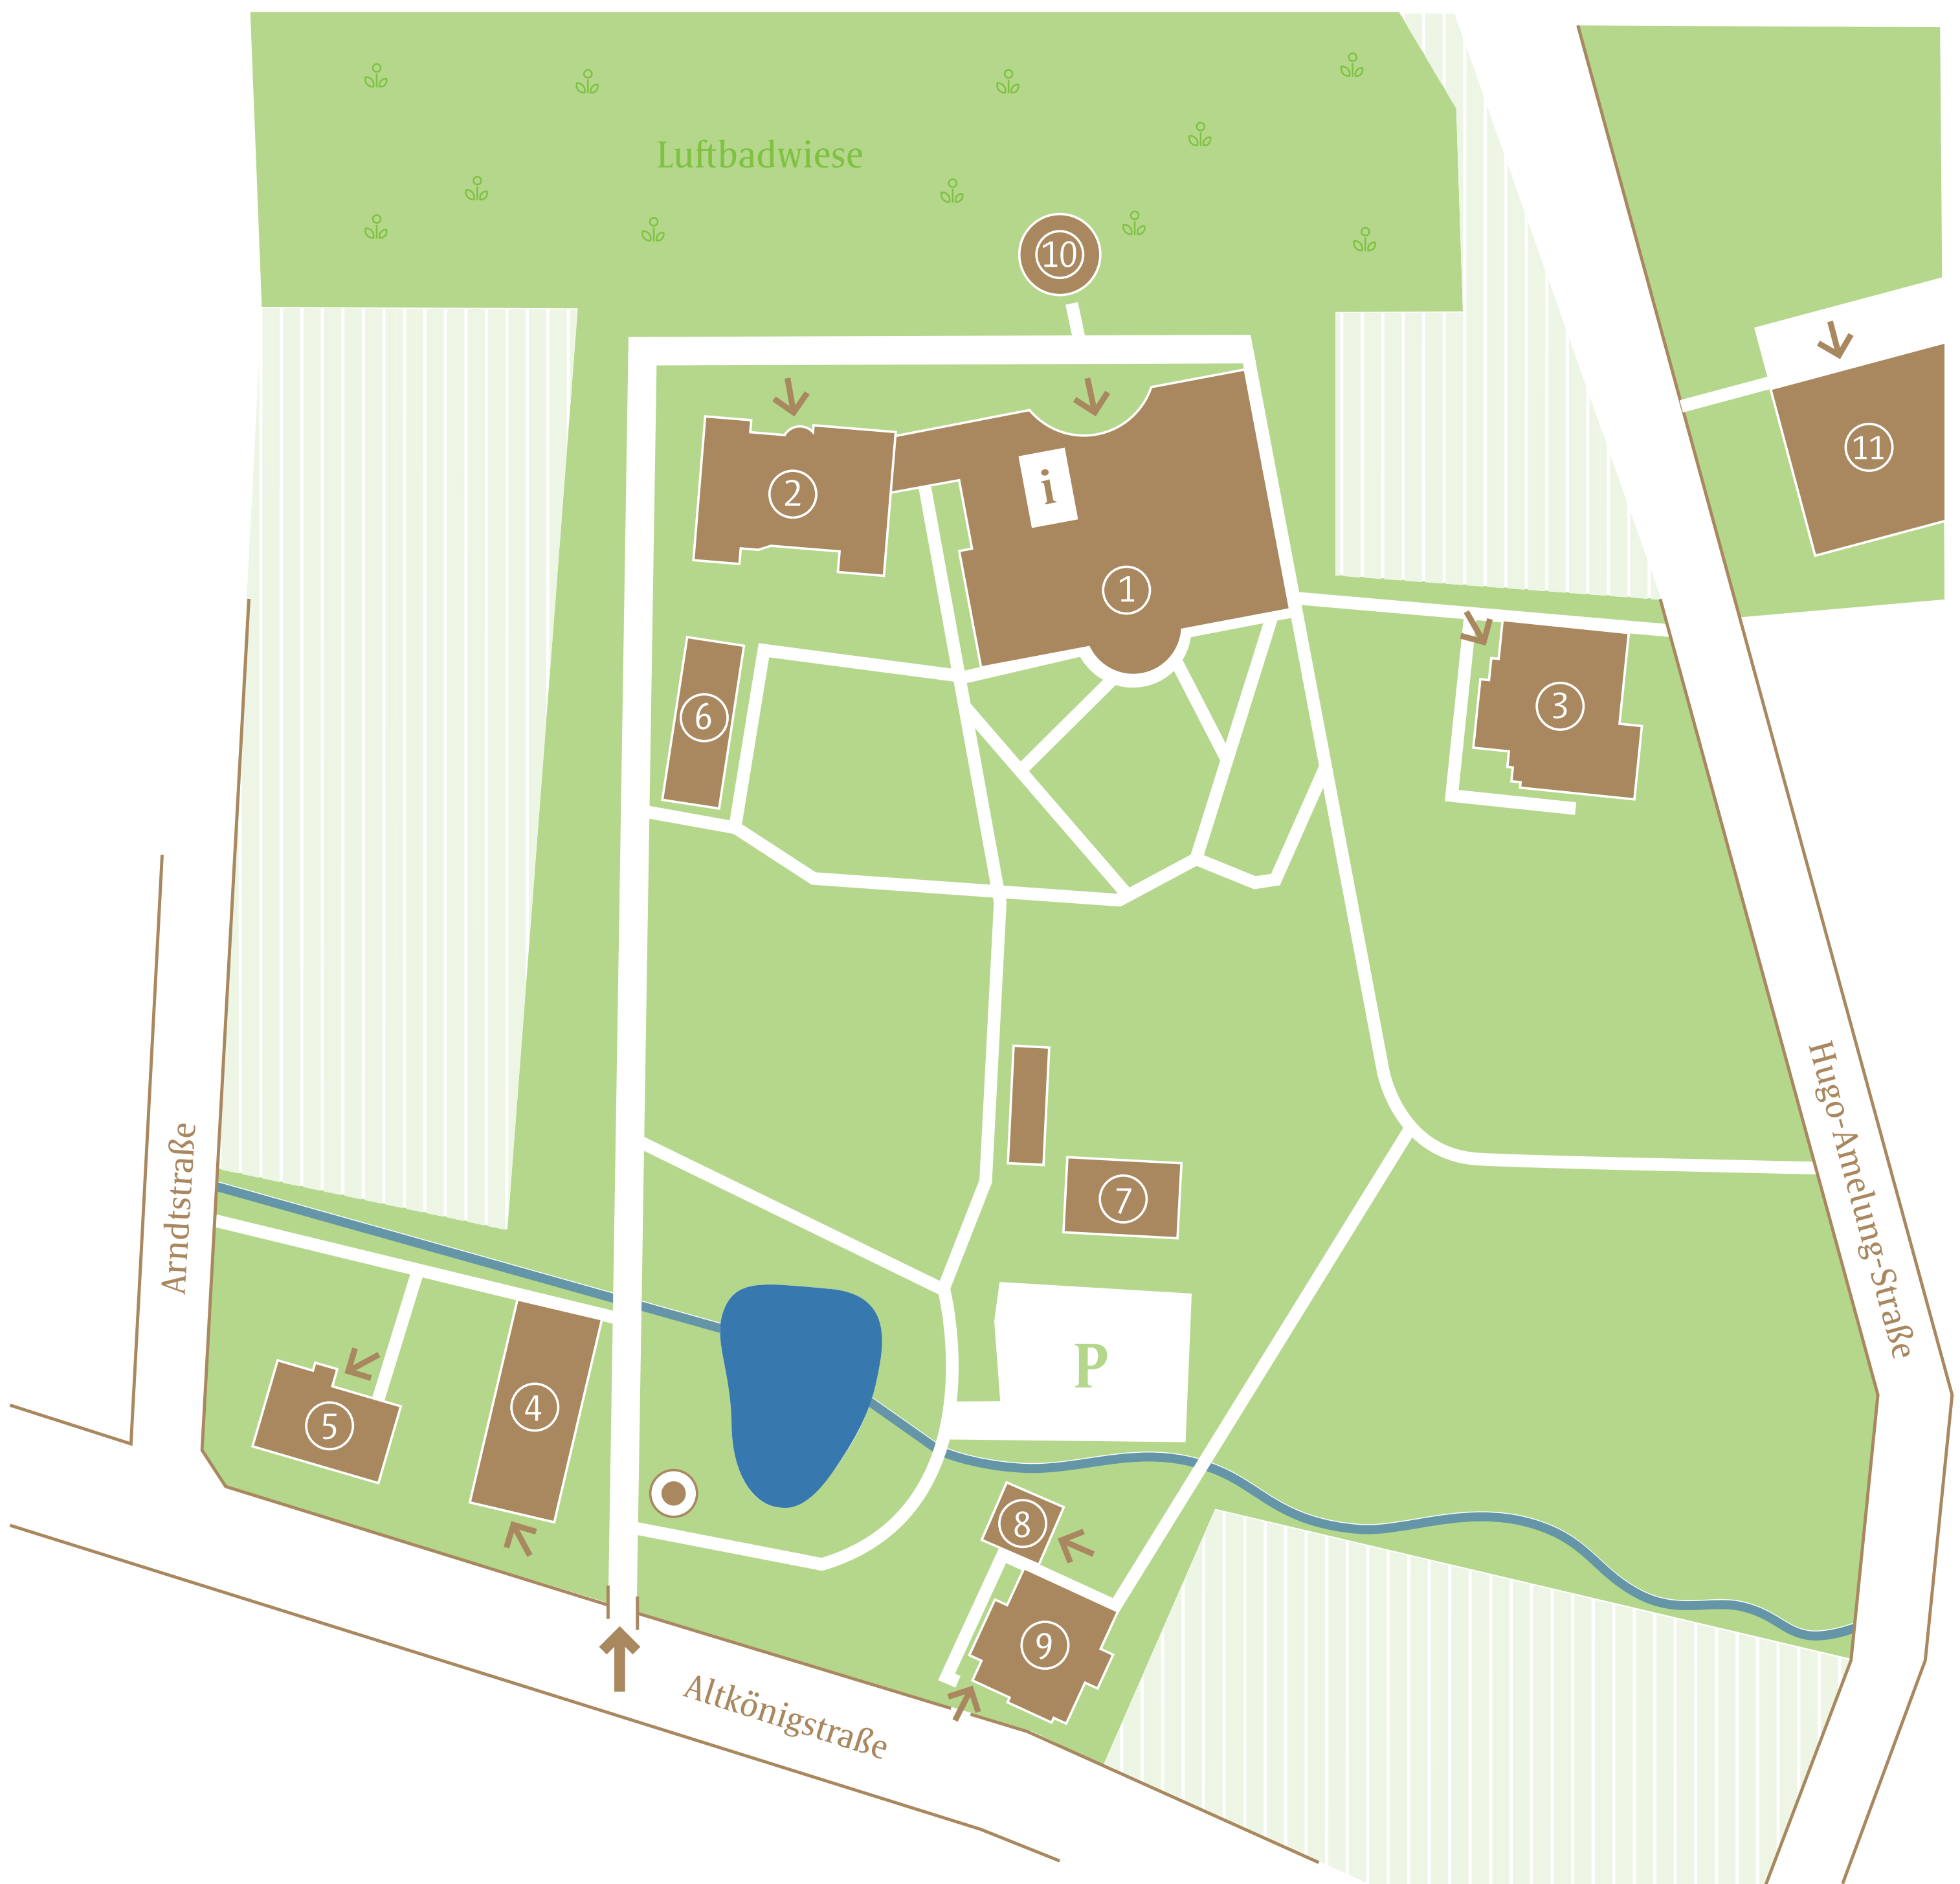 Luftbadwiese
10
11
2
i
1
6
3
7
Hugo-Amelung-Straße
Arndtstraße
P
4
5
8
9
Altkönigstraße